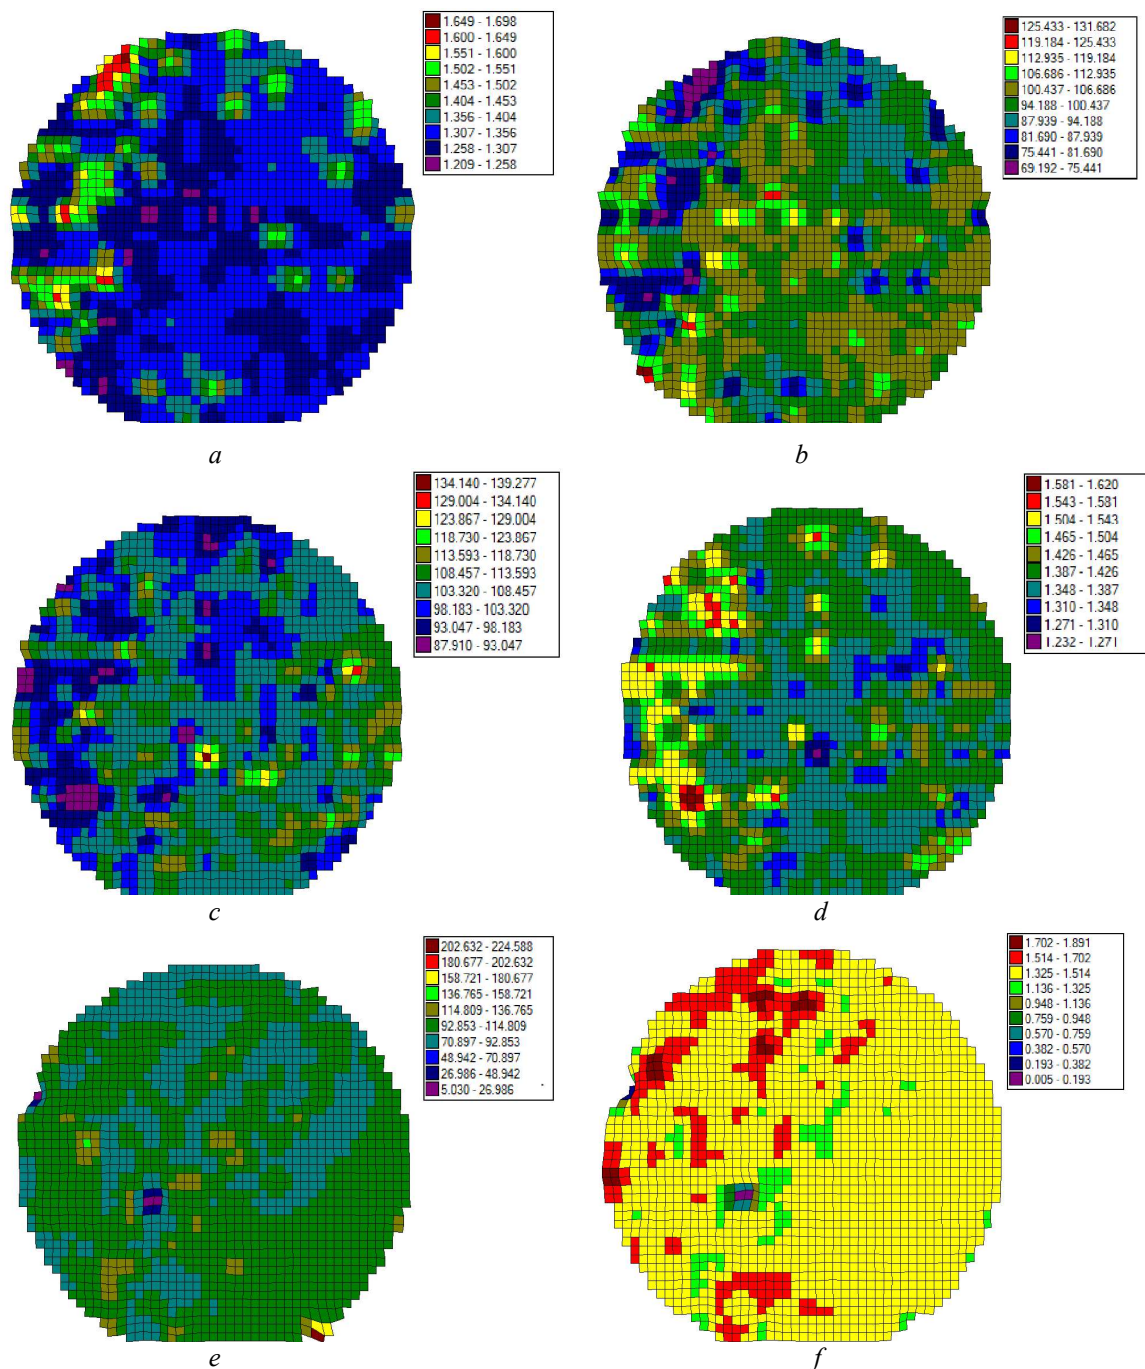 1.649 - 1.698
1.600 - 1.649
1.551 - 1.600
1.502 - 1.551
1.453 - 1.502
1.404 - 1.453
1.356 - 1.404
1.307 - 1.356
1.258 - 1.307
1.209 - 1.258
125.433 - 131.682
119.184 - 125.433
112.935 - 119.184
106.686 - 112.935
100.437 - 106.686
94.188 - 100.437
87.939 - 94.188
81.690 - 87.939
75.441 - 81.690
69.192 - 75.441
a
b
134.140 - 139.277
129.004 - 134.140
123.867 - 129.004
118.730 - 123.867
113.593 - 118.730
108.457 - 113.593
103.320 - 108.457
98.183 - 103.320
93.047 - 98.183
87.910 - 93.047
1.581 - 1.620
1.543 - 1.581
1.504 - 1.543
1.465 - 1.504
1.426 - 1.465
1.387 - 1.426
1.348 - 1.387
1.310 - 1.348
1.271 - 1.310
1.232 - 1.271
c
d
202.632 - 224.588
180.677 - 202.632
158.721 - 180.677
136.765 - 158.721
114.809 - 136.765
92.853 - 114.809
70.897 - 92.853
48.942 - 70.897
26.986 - 48.942
5.030 - 26.986
1.702 - 1.891
1.514 - 1.702
1.325 - 1.514
1.136 - 1.325
0.948 - 1.136
0.759 - 0.948
0.570 - 0.759
0.382 - 0.570
0.193 - 0.382
0.005 - 0.193
e
f